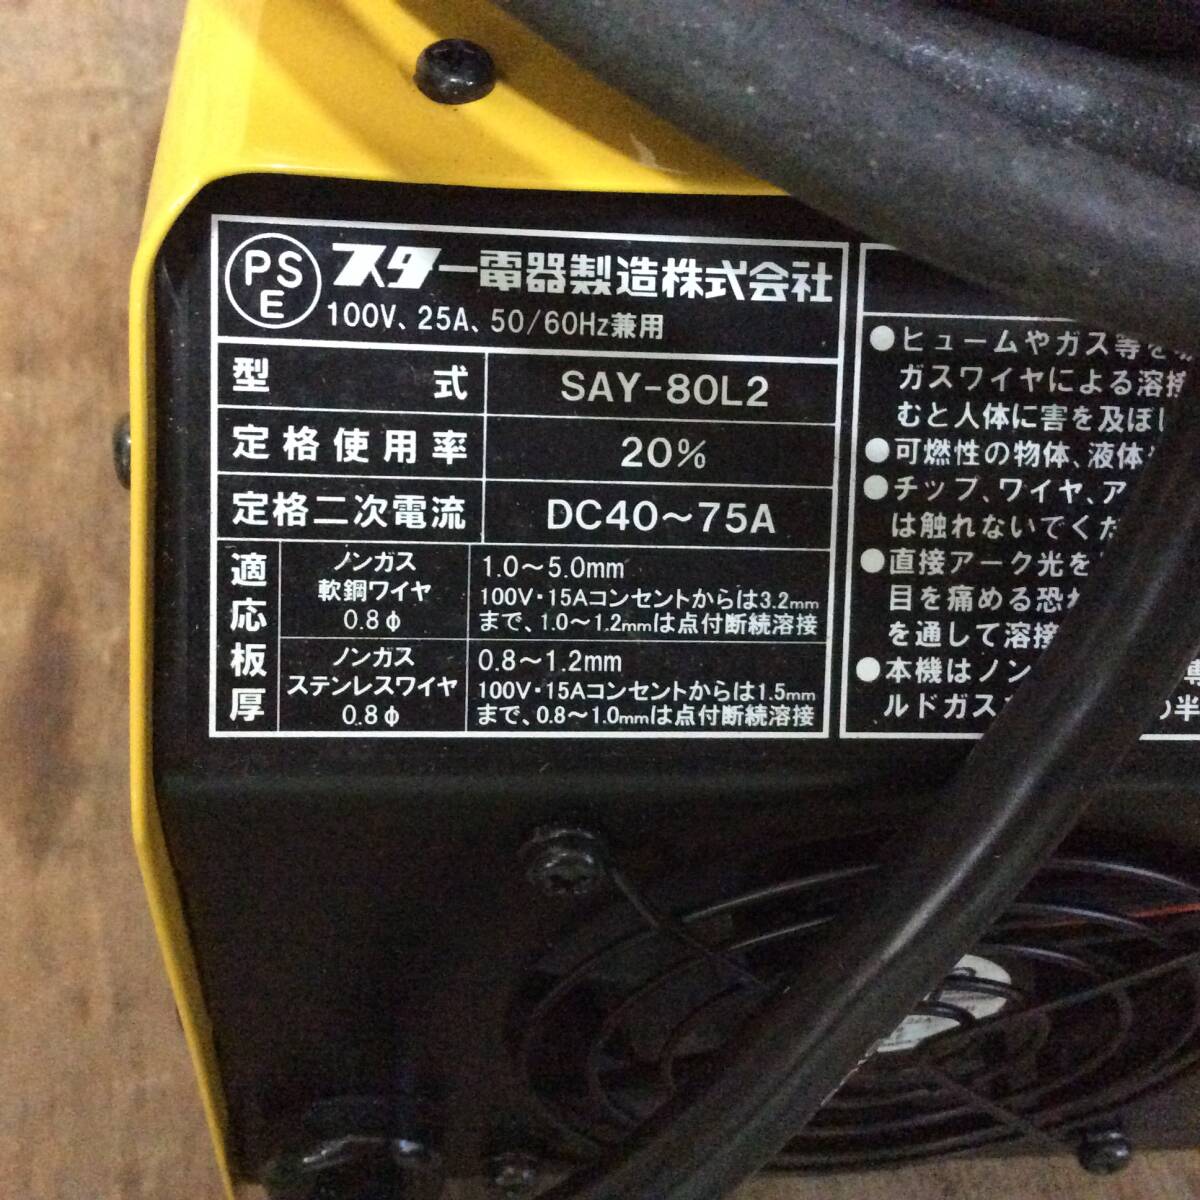 PS
E
スター電器製造株式会社
100V、25A、50/60Hz兼用
型 式 SAY-80L2
定格使用率 20%
定格二次電流 DC40～75A
適応板厚
ノンガス
軟鋼ワイヤ
0.8φ
1.0～5.0mm
100V・15Aコンセントからは3.2mm
まで、1.0～1.2mmは点付断続溶接
ノンガス
ステンレスワイヤ
0.8φ
0.8～1.2mm
100V・15Aコンセントからは1.5mm
まで、0.8～1.0mmは点付断続溶接
●ヒュームやガス等を
ガスワイヤによる溶接
むと人体に害を及ぼし
●可燃性の物体、液体
●チップ、ワイヤ、ア
は触れないでくだ
●直接アーク光を
目を痛める恐
を通して溶接
●本機はノン 専
ルドガス の半